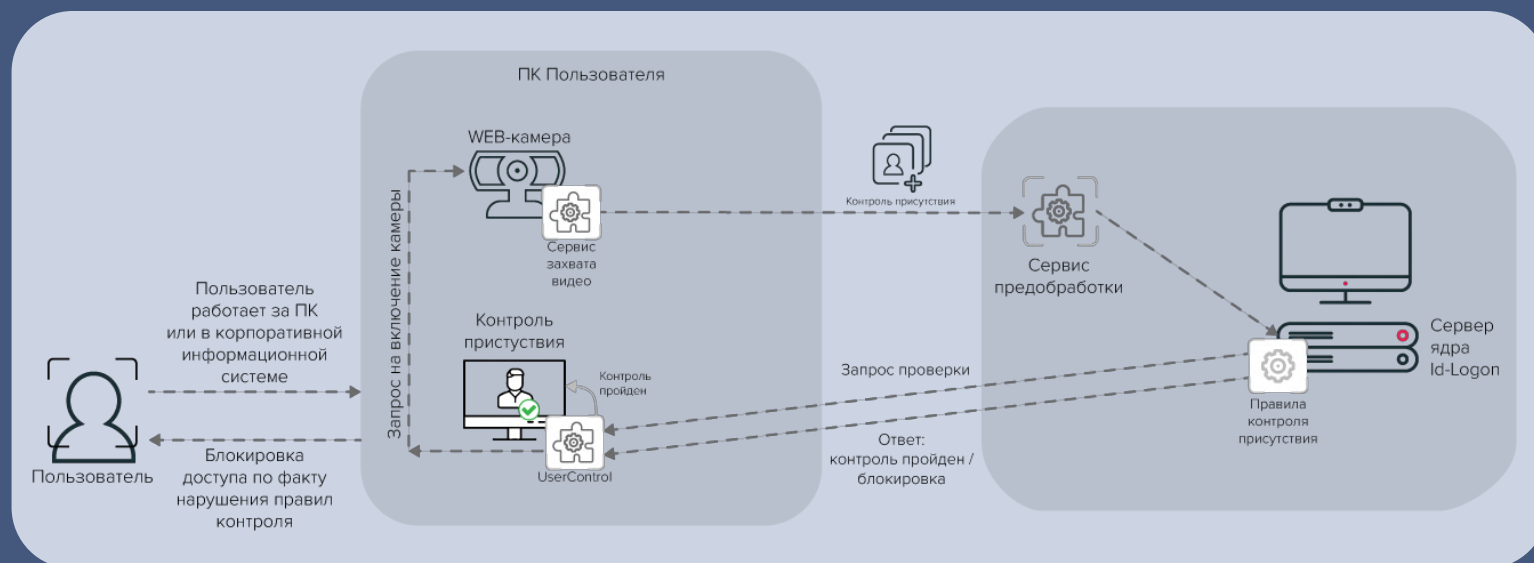 ПК Пользователя
WEB-камера
Сервис
захвата
видео
Запрос на включение камеры
Контроль
пристуствия
Контроль
пройден
UserControl
Пользователь
работает за ПК
или в корпоративной
информационной
системе
Пользователь
Блокировка
доступа по факту
нарушения правил
контроля
Контроль присутствия
Сервис
предобработки
Запрос проверки
Ответ:
контроль пройден /
блокировка
Сервер
ядра
Id-Logon
Правила
контроля
присутствия